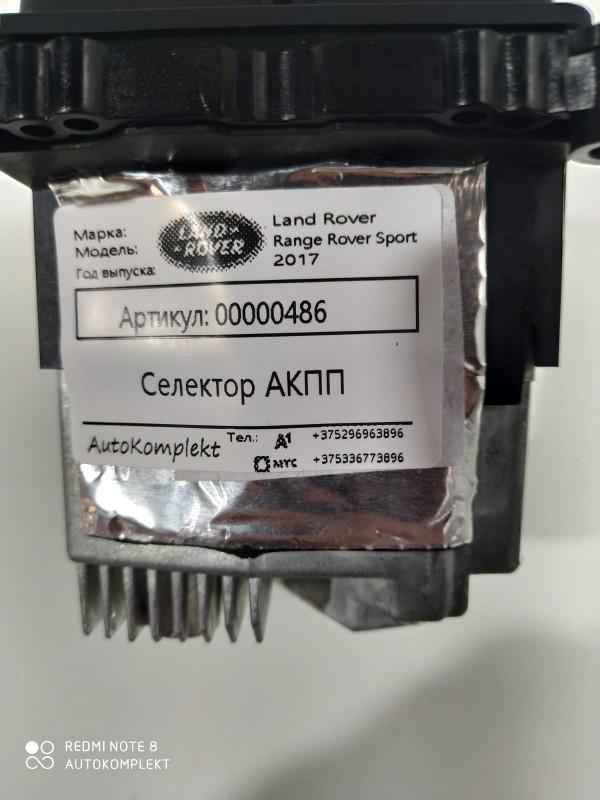 Марка:
Модель:
Год выпуска:
LAND-
-ROVER
Land Rover
Range Rover Sport
2017
Артикул: 00000486
Селектор АКПП
AutoKomplekt
Тел.: A1 +375296963896
МТС +375336773896
REDMI NOTE 8
AUTOKOMPLEKT